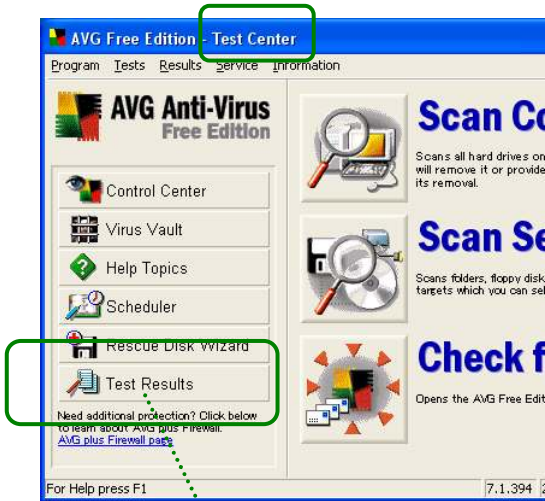 AVG Free Edition - Test Center
Program Tests Results Service Information
AVG Anti-Virus
Free Edition
Control Center
Virus Vault
Help Topics
Scheduler
Rescue Disk Wizard
Test Results
Need additional protection? Click below
to learn about AVG plus Firewall.
AVG plus Firewall page
Scan Co
Scans all hard drives on
will remove it or provide
its removal.
Scan Se
Scans folders, floppy disk
targets which you can sel
Check f
Opens the AVG Free Edit
For Help press F1
7.1.394